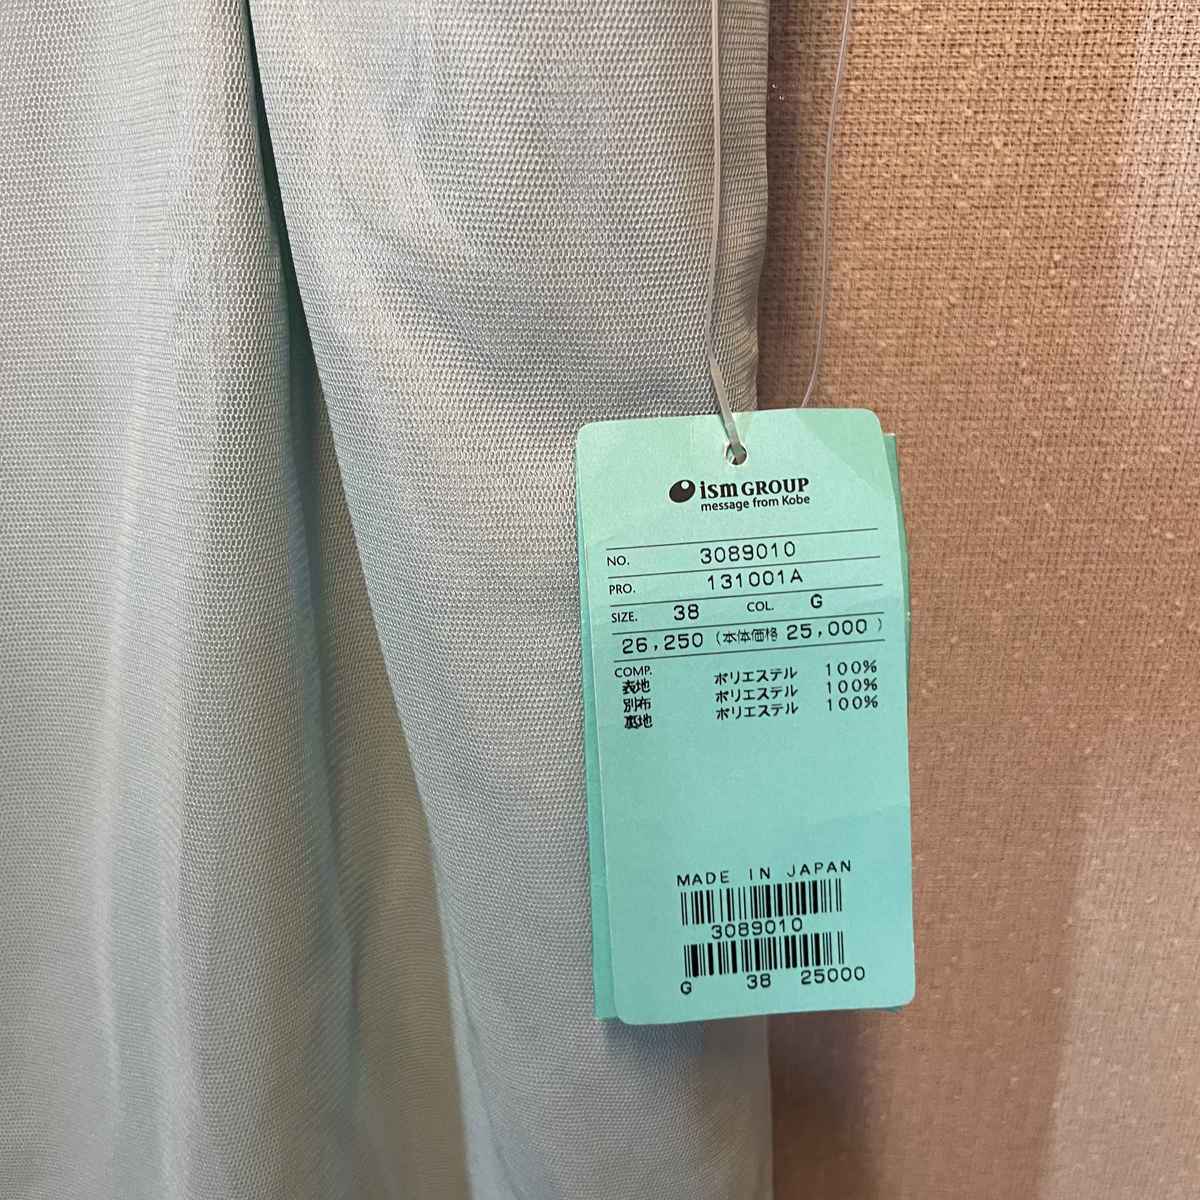 ism GROUP
message from Kobe
NO. 3089010
PRO. 131001A
SIZE. 38 COL. G
26,250 (本体価格 25,000 )
COMP.
表地 ポリエステル 100%
別布 ポリエステル 100%
裏地 ポリエステル 100%
MADE IN JAPAN
3089010
G 38 25000